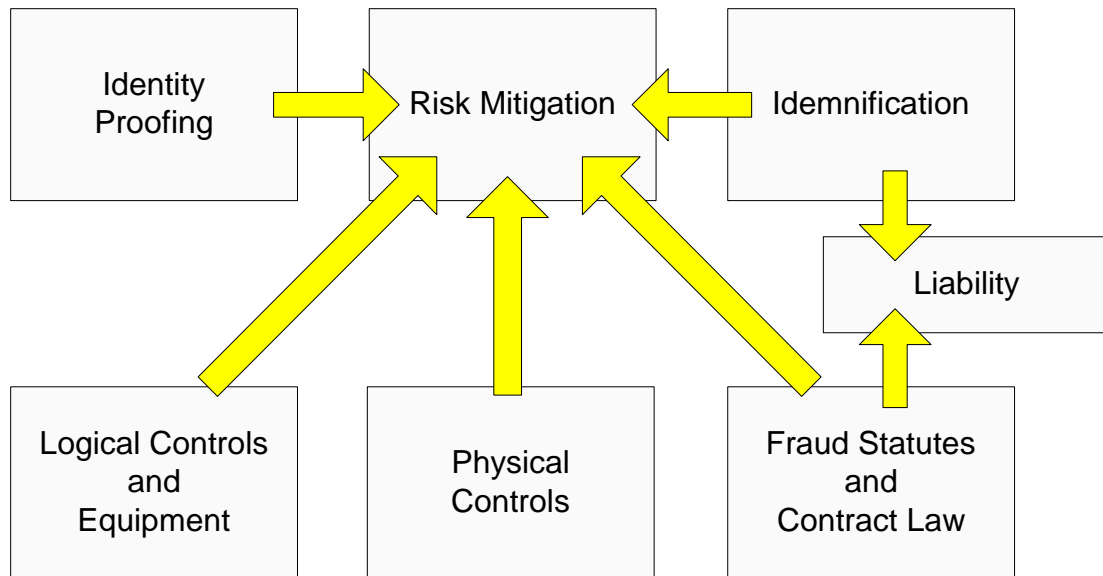 Identity
Proofing
Risk Mitigation
Idemnification
Liability
Logical Controls
and
Equipment
Physical
Controls
Fraud Statutes
and
Contract Law